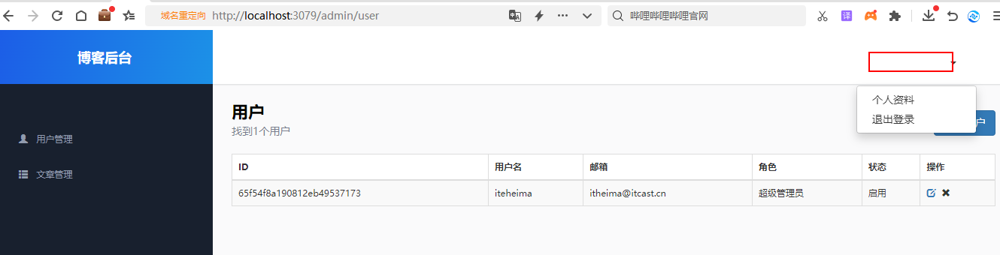 域名重定向 http://localhost:3079/admin/user 哔哩哔哩哔哩官网 译
博客后台
个人资料
退出登录
用户
户
找到1个用户
用户管理
文章管理
ID 用户名 邮箱 角色 状态 操作
65f54f8a190812eb49537173 iteheima itheima@itcast.cn 超级管理员 启用